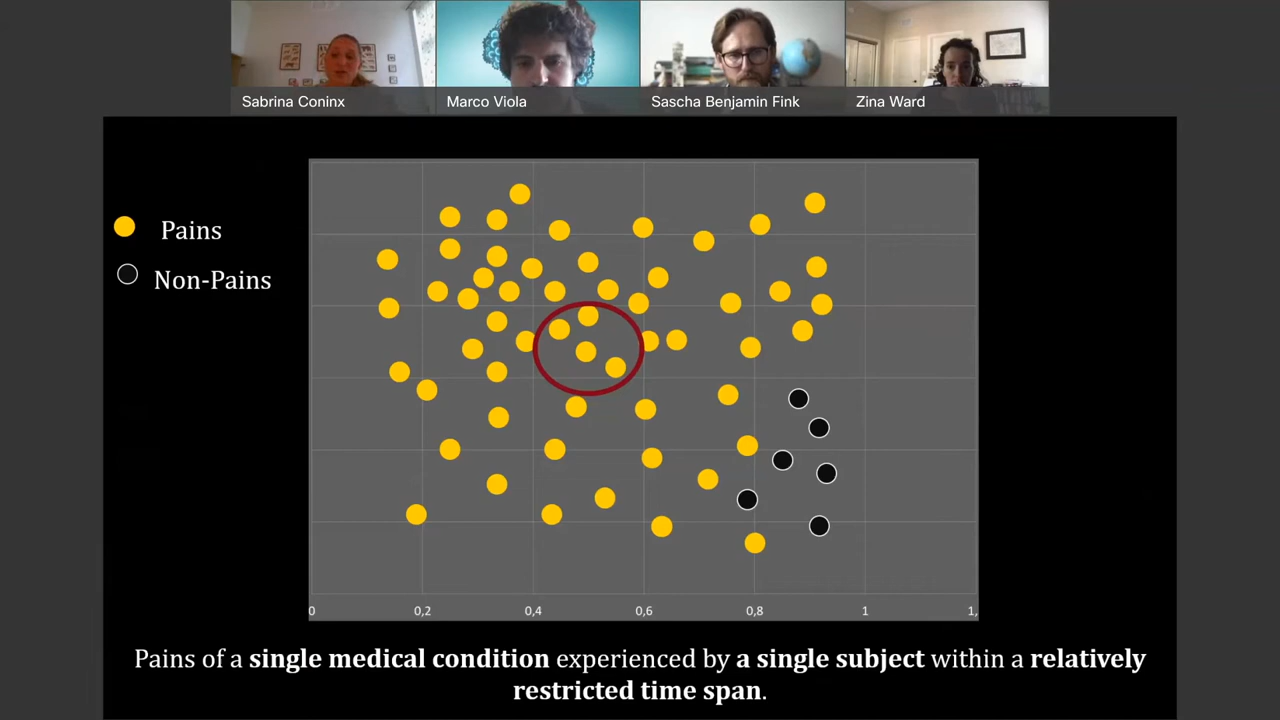 Sabrina Coninx
Marco Viola
Sascha Benjamin Fink
Zina Ward
Pains
Non-Pains
0
0,2
0,4
0,6
0,8
1
1,
Pains of a single medical condition experienced by a single subject within a relatively
restricted time span.